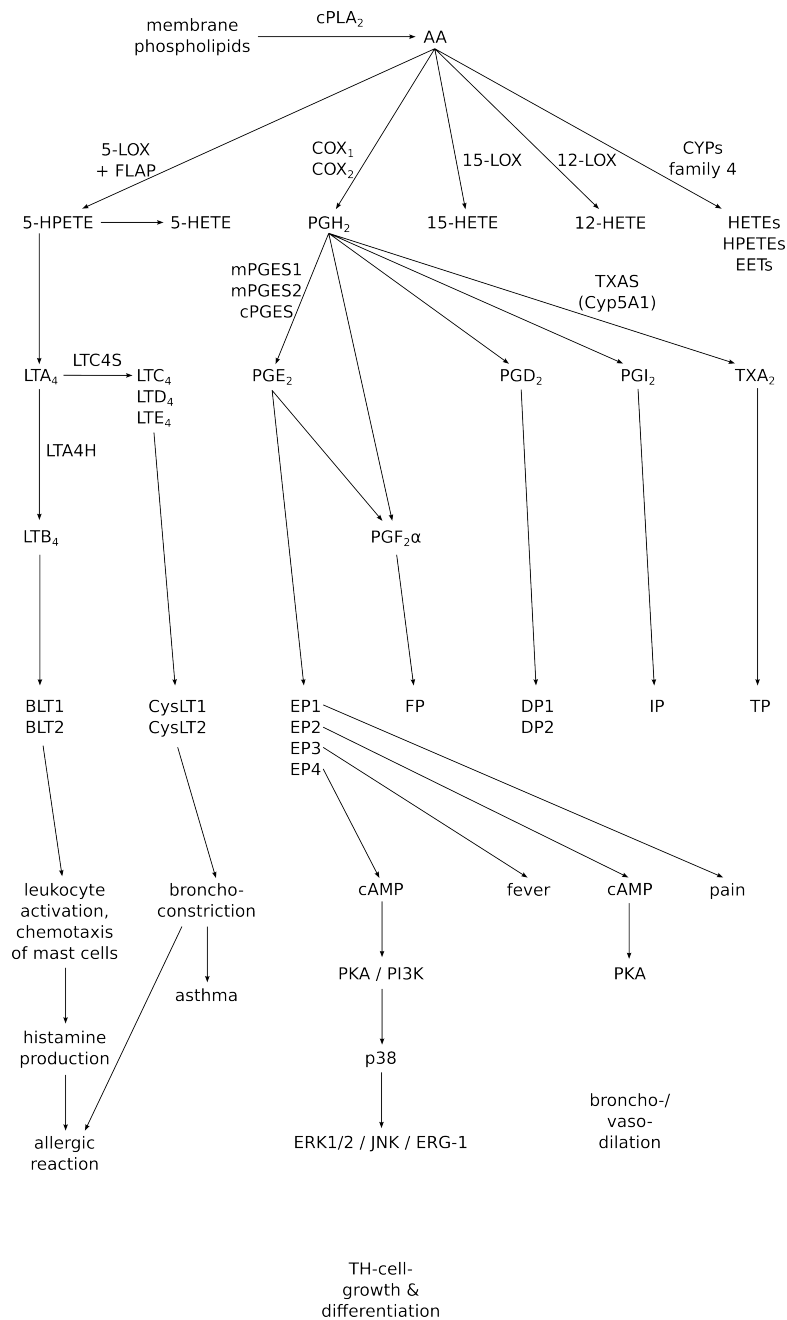 membrane
phospholipids
cPLA₂
AA
5-LOX
+ FLAP
COX₁
COX₂
15-LOX
12-LOX
CYPs
family 4
5-HPETE
5-HETE
PGH₂
15-HETE
12-HETE
HETEs
HPETEs
EETs
mPGES1
mPGES2
cPGES
TXAS
(Cyp5A1)
LTA₄
LTC4S
LTC₄
LTD₄
LTE₄
PGE₂
PGD₂
PGI₂
TXA₂
LTA4H
LTB₄
PGF₂α
BLT1
BLT2
CysLT1
CysLT2
EP1
EP2
EP3
EP4
FP
DP1
DP2
IP
TP
leukocyte
activation,
chemotaxis
of mast cells
broncho-
constriction
cAMP
fever
cAMP
pain
PKA / PI3K
PKA
asthma
histamine
production
p38
broncho-/
vaso-
dilation
allergic
reaction
ERK1/2 / JNK / ERG-1
TH-cell-
growth &
differentiation